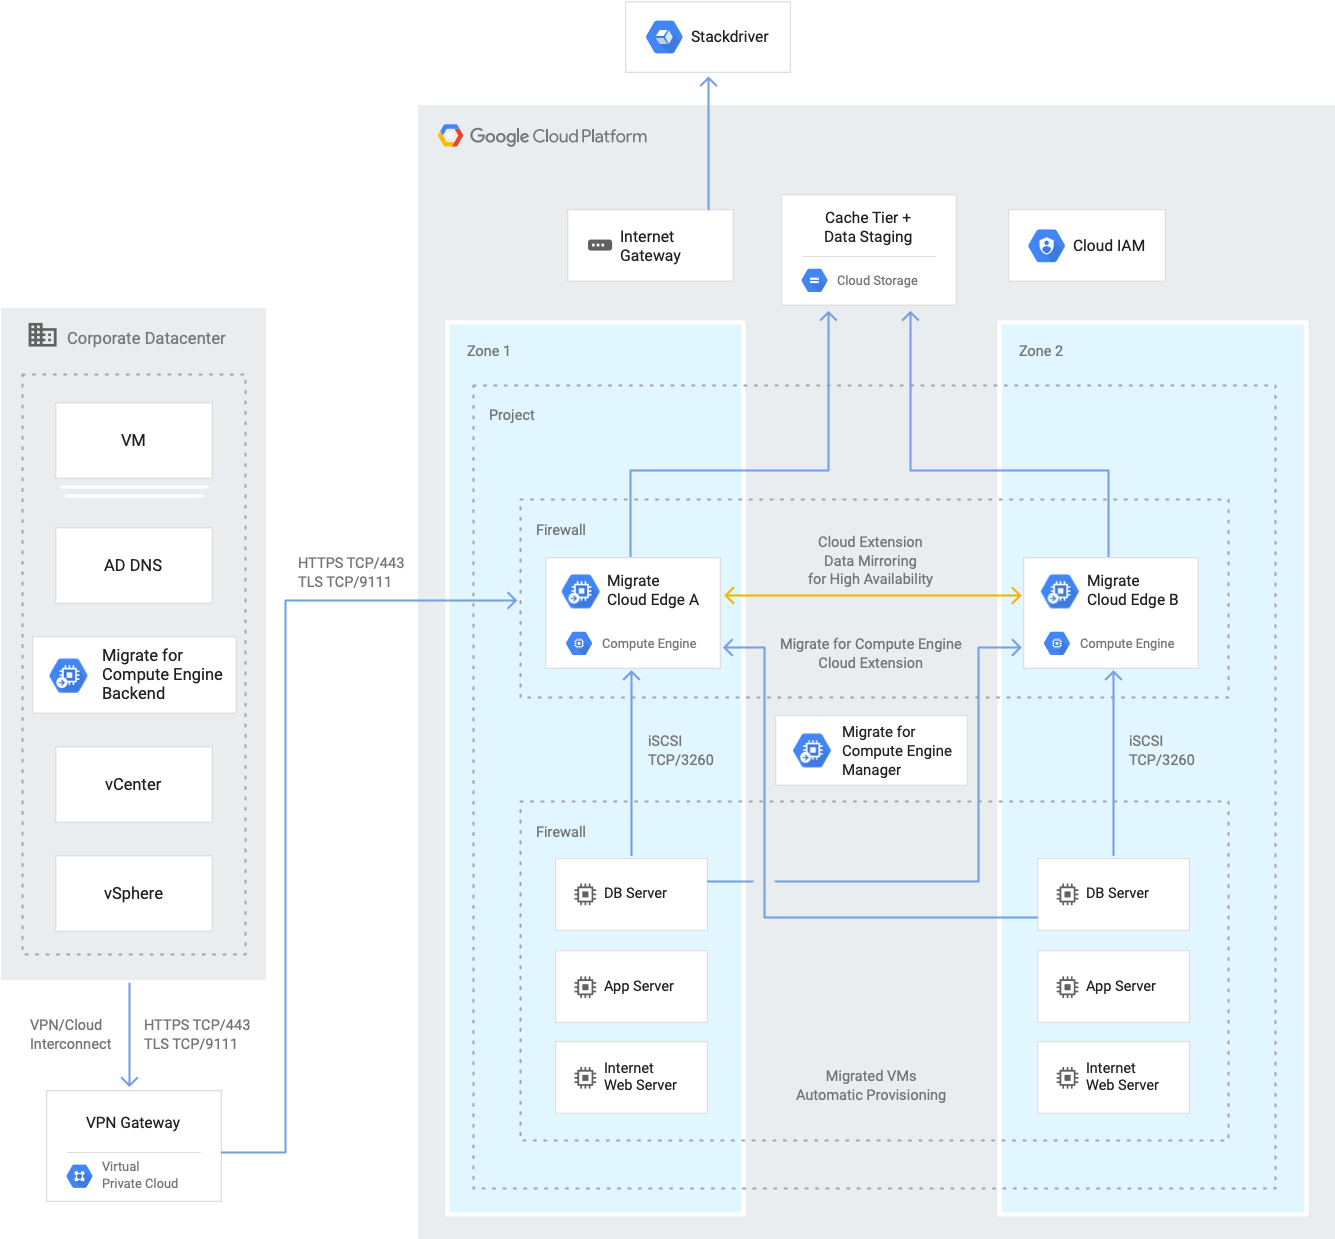 Stackdriver
Google Cloud Platform
Internet
Gateway
Cache Tier +
Data Staging
Cloud Storage
Cloud IAM
Corporate Datacenter
VM
AD DNS
Migrate for
Compute Engine
Backend
vCenter
vSphere
VPN/Cloud
Interconnect
HTTPS TCP/443
TLS TCP/9111
VPN Gateway
Virtual
Private Cloud
HTTPS TCP/443
TLS TCP/9111
Zone 1
Zone 2
Project
Firewall
Migrate
Cloud Edge A
Compute Engine
Cloud Extension
Data Mirroring
for High Availability
Migrate
Cloud Edge B
Compute Engine
Migrate for Compute Engine
Cloud Extension
iSCSI
TCP/3260
Migrate for
Compute Engine
Manager
iSCSI
TCP/3260
Firewall
DB Server
App Server
Internet
Web Server
DB Server
App Server
Internet
Web Server
Migrated VMs
Automatic Provisioning